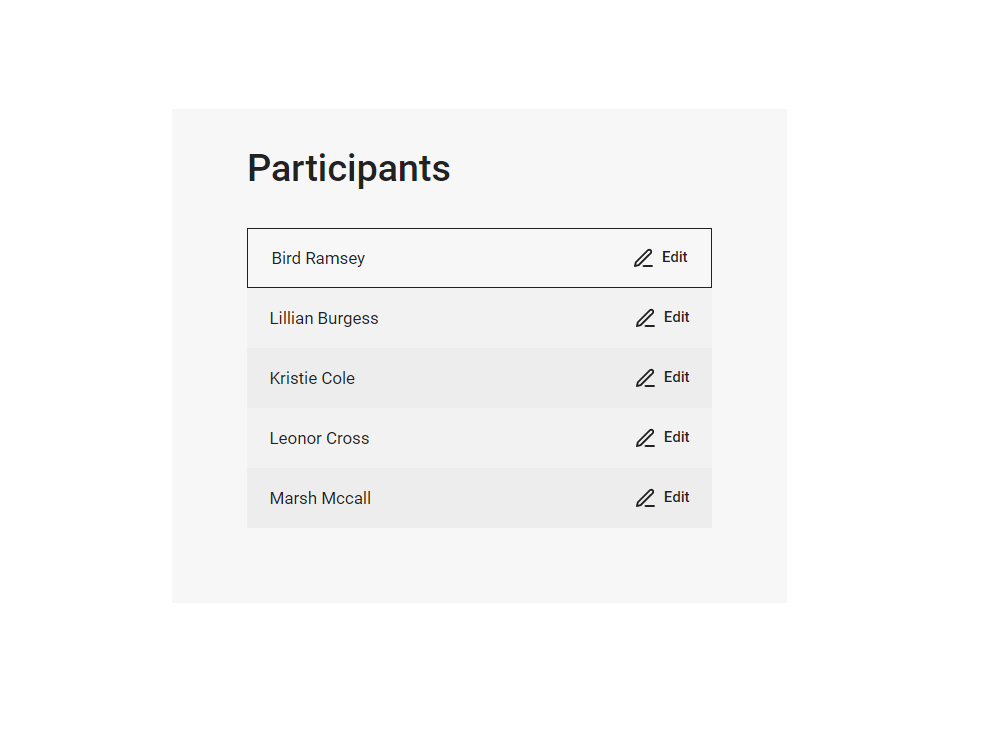 Participants
Bird Ramsey Edit
Lillian Burgess Edit
Kristie Cole Edit
Leonor Cross Edit
Marsh Mccall Edit